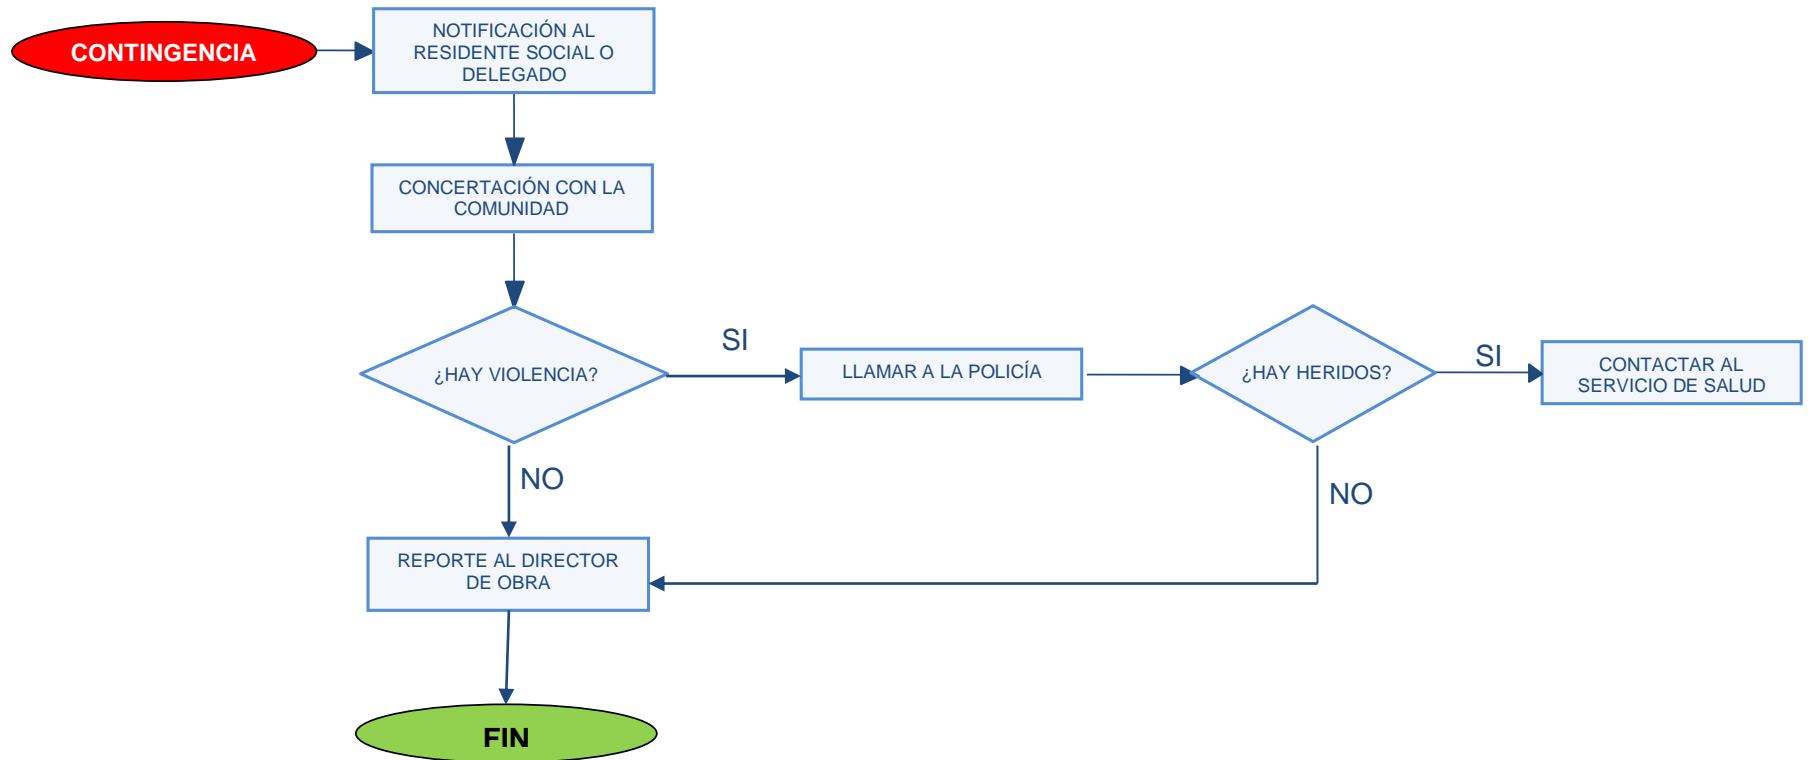 CONTINGENCIA
NOTIFICACIÓN AL
RESIDENTE SOCIAL O
DELEGADO
CONCERTACIÓN CON LA
COMUNIDAD
¿HAY VIOLENCIA?
SI
LLAMAR A LA POLICÍA
¿HAY HERIDOS?
SI
CONTACTAR AL
SERVICIO DE SALUD
NO
NO
REPORTE AL DIRECTOR
DE OBRA
FIN